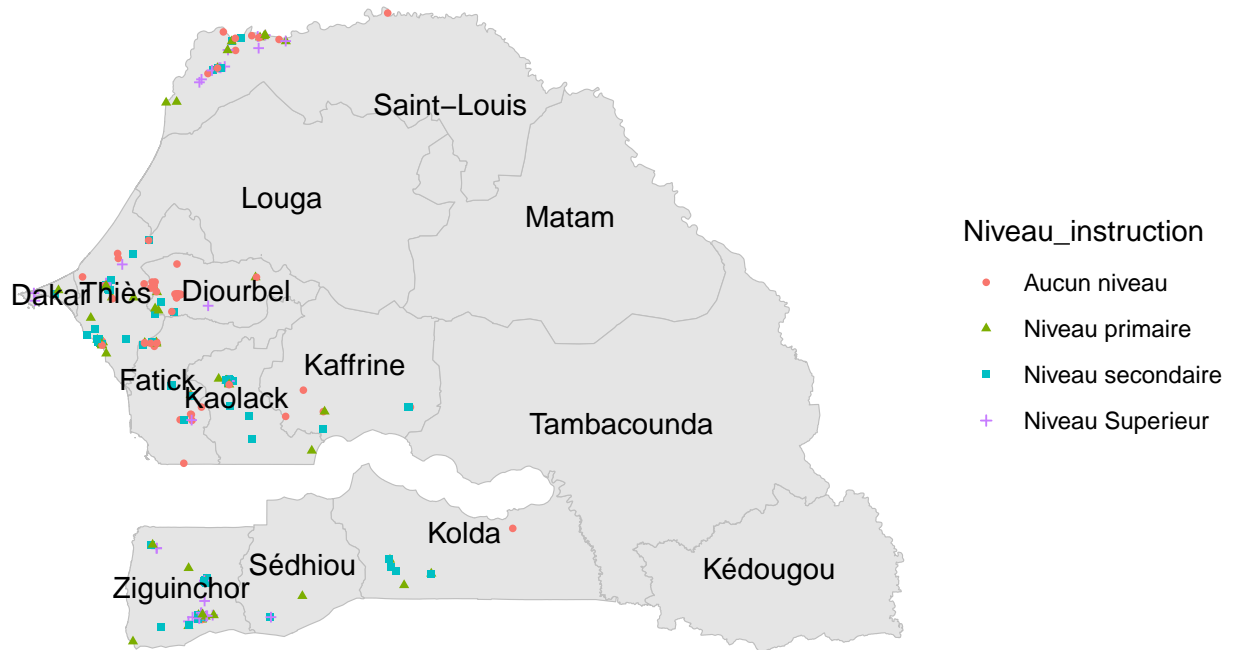 Saint−Louis
Louga
Matam
Dakar
Thiès
Diourbel
Fatick
Kaolack
Kaffrine
Tambacounda
Kolda
Sédhiou
Ziguinchor
Kédougou
Niveau_instruction
Aucun niveau
Niveau primaire
Niveau secondaire
Niveau Superieur